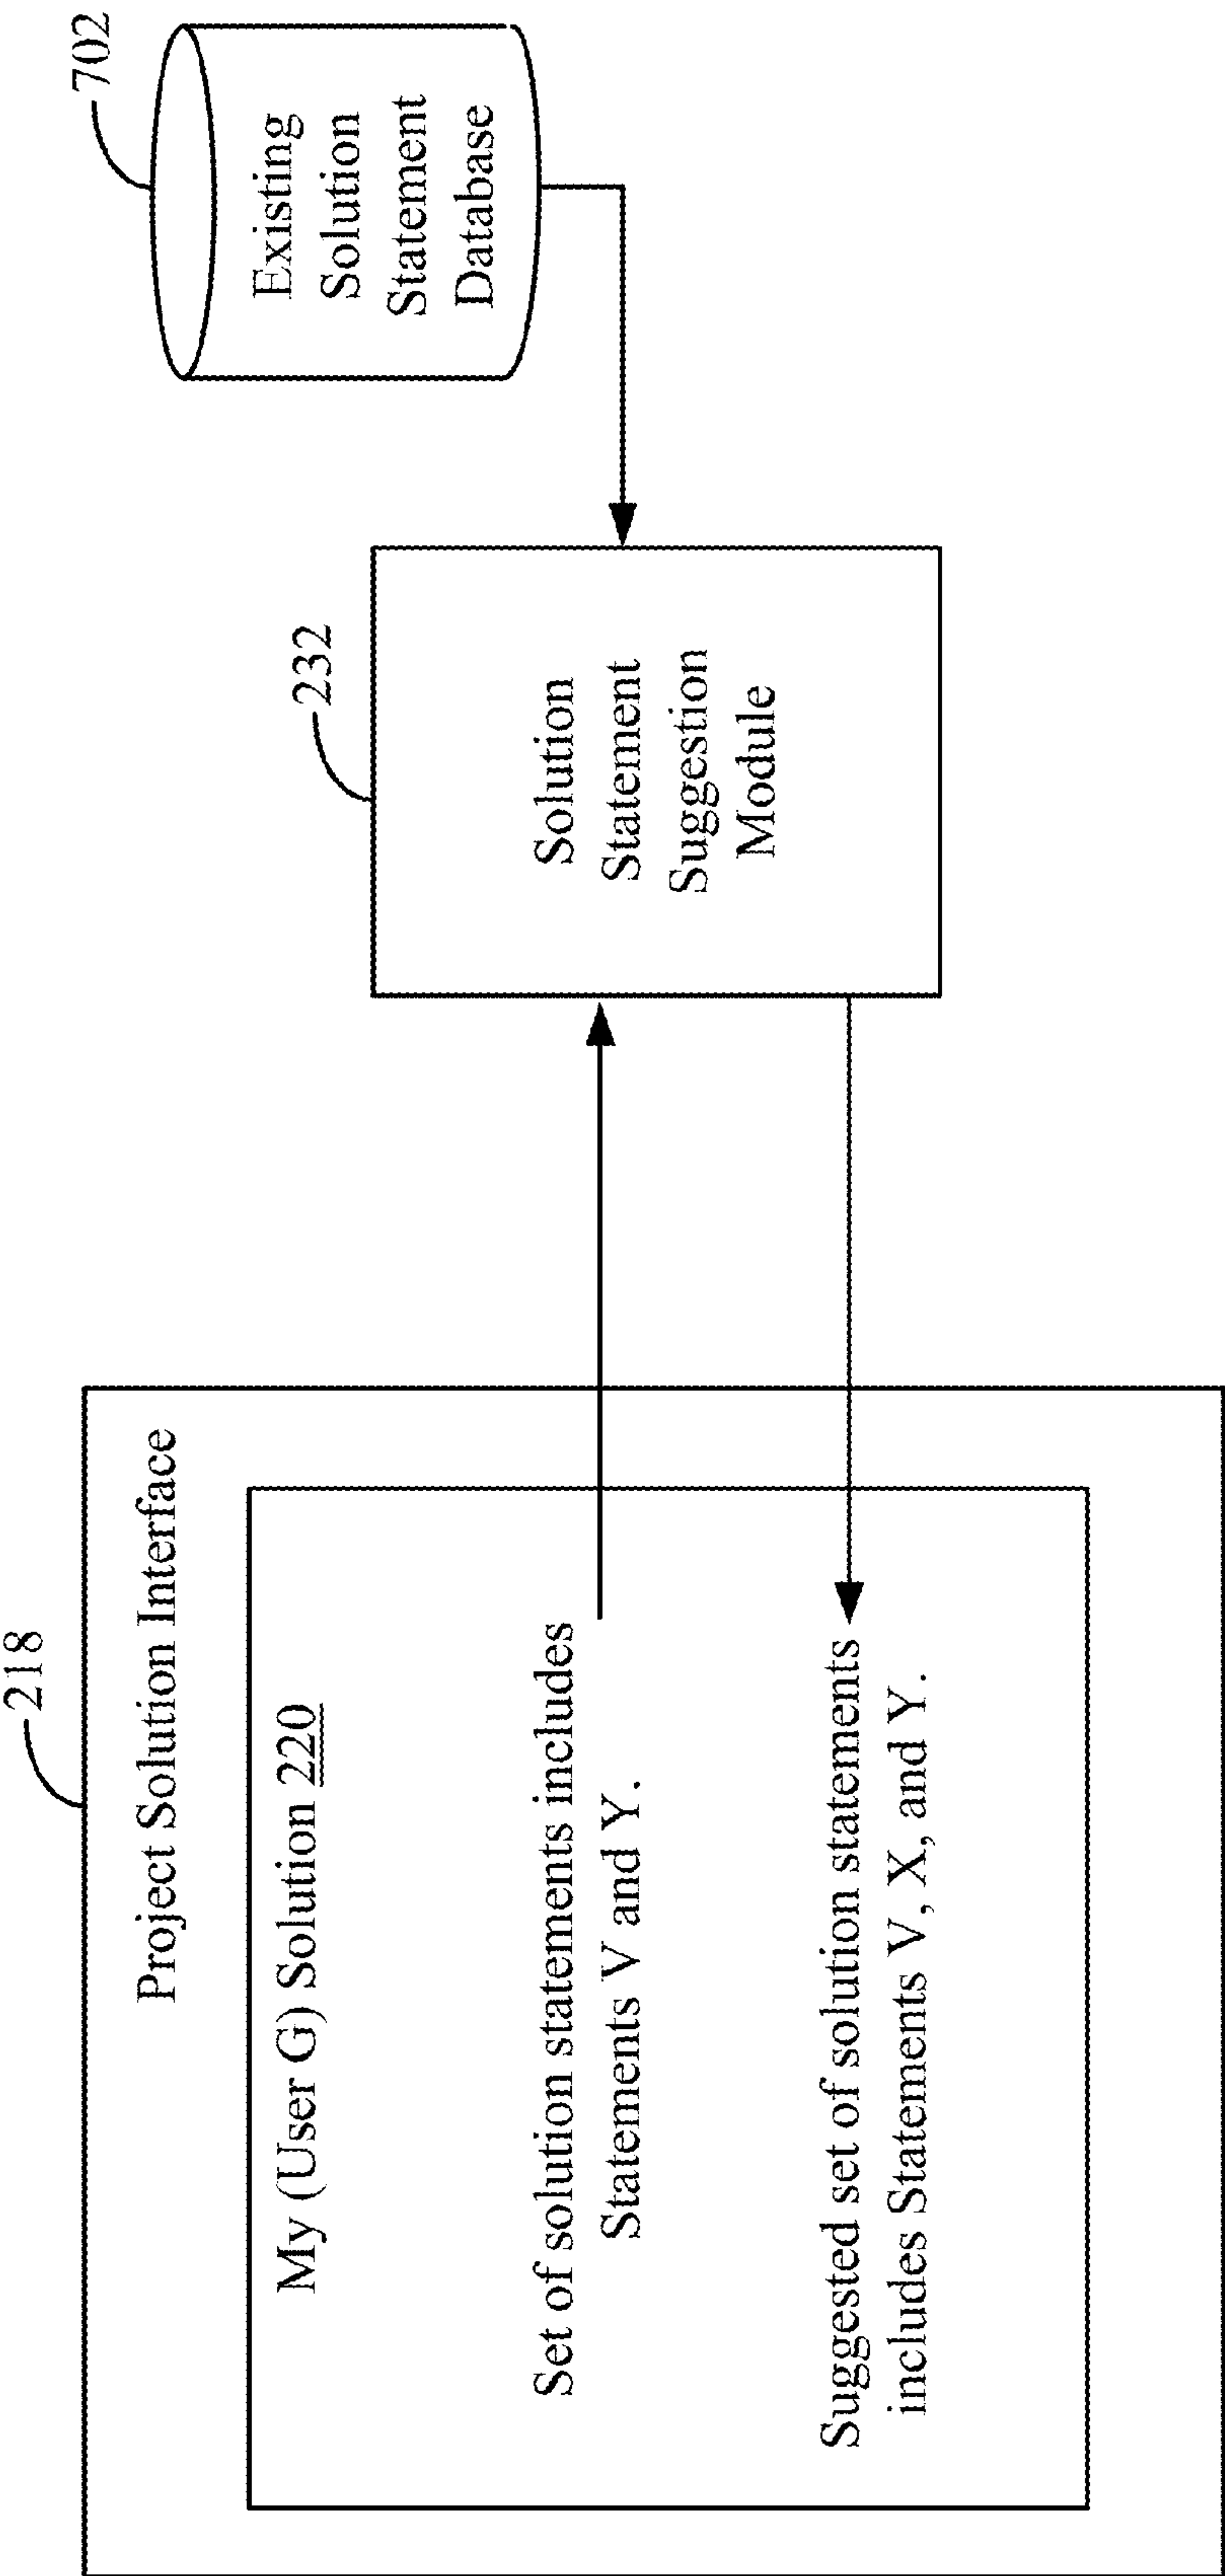 218
Project Solution Interface
My (User G) Solution 220
Set of solution statements includes
Statements V and Y.
Suggested set of solution statements
includes Statements V, X, and Y.
232
Solution
Statement
Suggestion
Module
702
Existing
Solution
Statement
Database